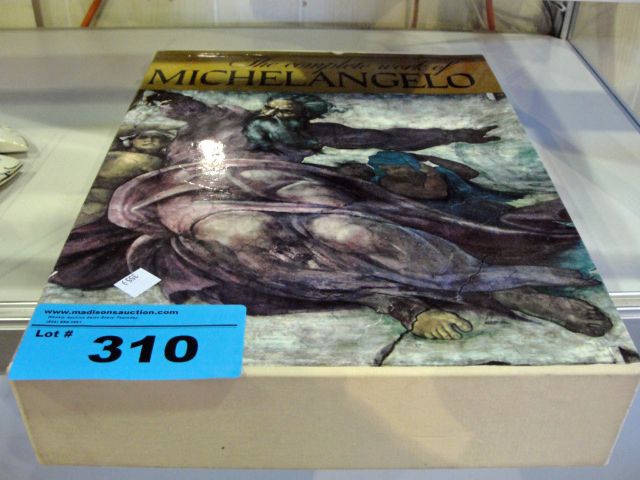 The complete work of
MICHELANGELO
www.madisonsauction.com
Lot #
310